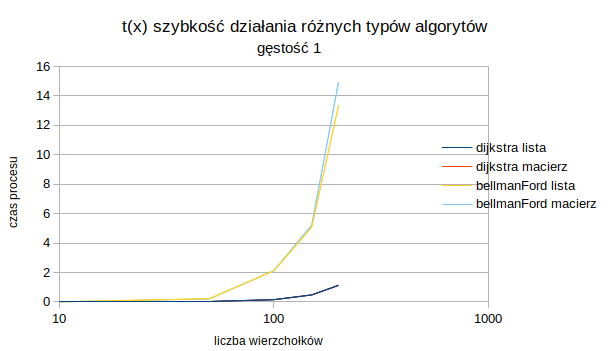 t(x) szybkość działania różnych typów algorytów
gęstość 1
16
14
12
10
8
6
4
2
0
czas procesu
10
100
1000
liczba wierzchołków
dijkstra lista
dijkstra macierz
bellmanFord lista
bellmanFord macierz